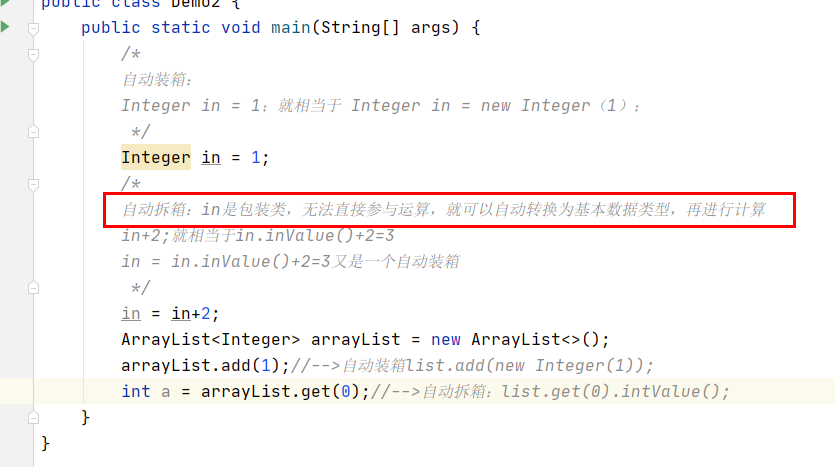 public class Demo2 {
public static void main(String[] args) {
/*
自动装箱:
Integer in = 1; 就相当于 Integer in = new Integer（1）;
*/
Integer in = 1;
/*
自动拆箱: in是包装类, 无法直接参与运算, 就可以自动转换为基本数据类型, 再进行计算
in+2;就相当于in.inValue()+2=3
in = in.inValue()+2=3又是一个自动装箱
*/
in = in+2;
ArrayList<Integer> arrayList = new ArrayList<>();
arrayList.add(1);//-->自动装箱list.add(new Integer(1));
int a = arrayList.get(0);//-->自动拆箱: list.get(0).intValue();
}
}